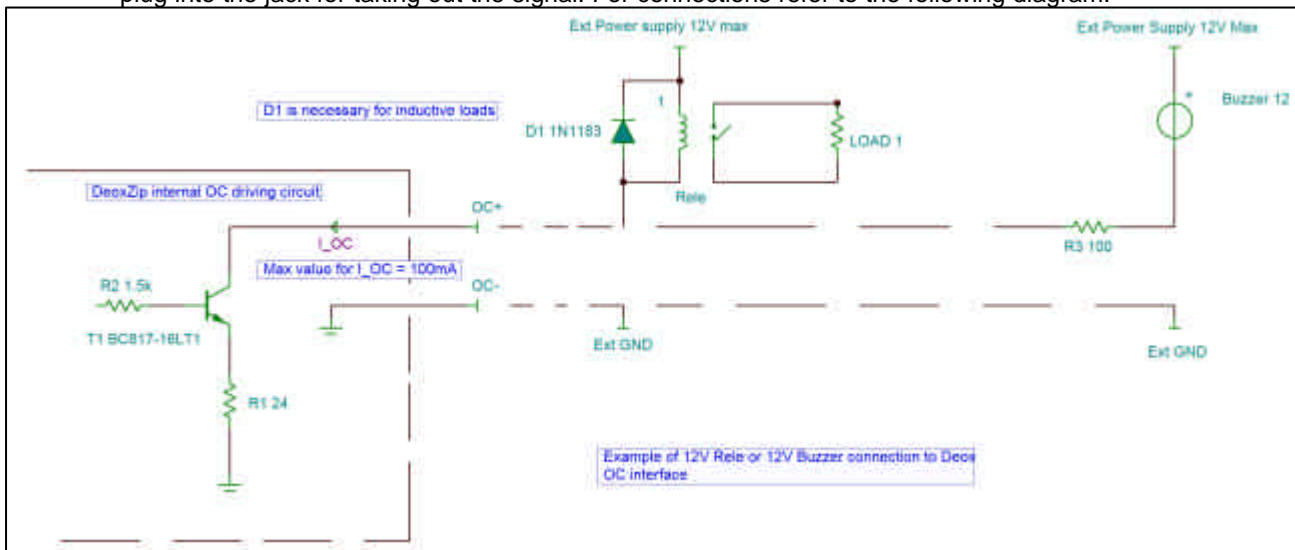 plug into the jack for taking out the signal. For connections refer to the following diagram.
Ext Power supply 12V max
Ext Power Supply 12V Max
D1 is necessary for inductive loads
1
+
Buzzer 12
D1 1N1183
LOAD 1
DeoxZip internal OC driving circuit
Rele
OC+
I_OC
R3 100
Max value for I_OC = 100mA
R2 1.5k
OC-
T1 BC817-16LT1
Ext GND
Ext GND
R1 24
Example of 12V Rele or 12V Buzzer connection to Deox
OC interface